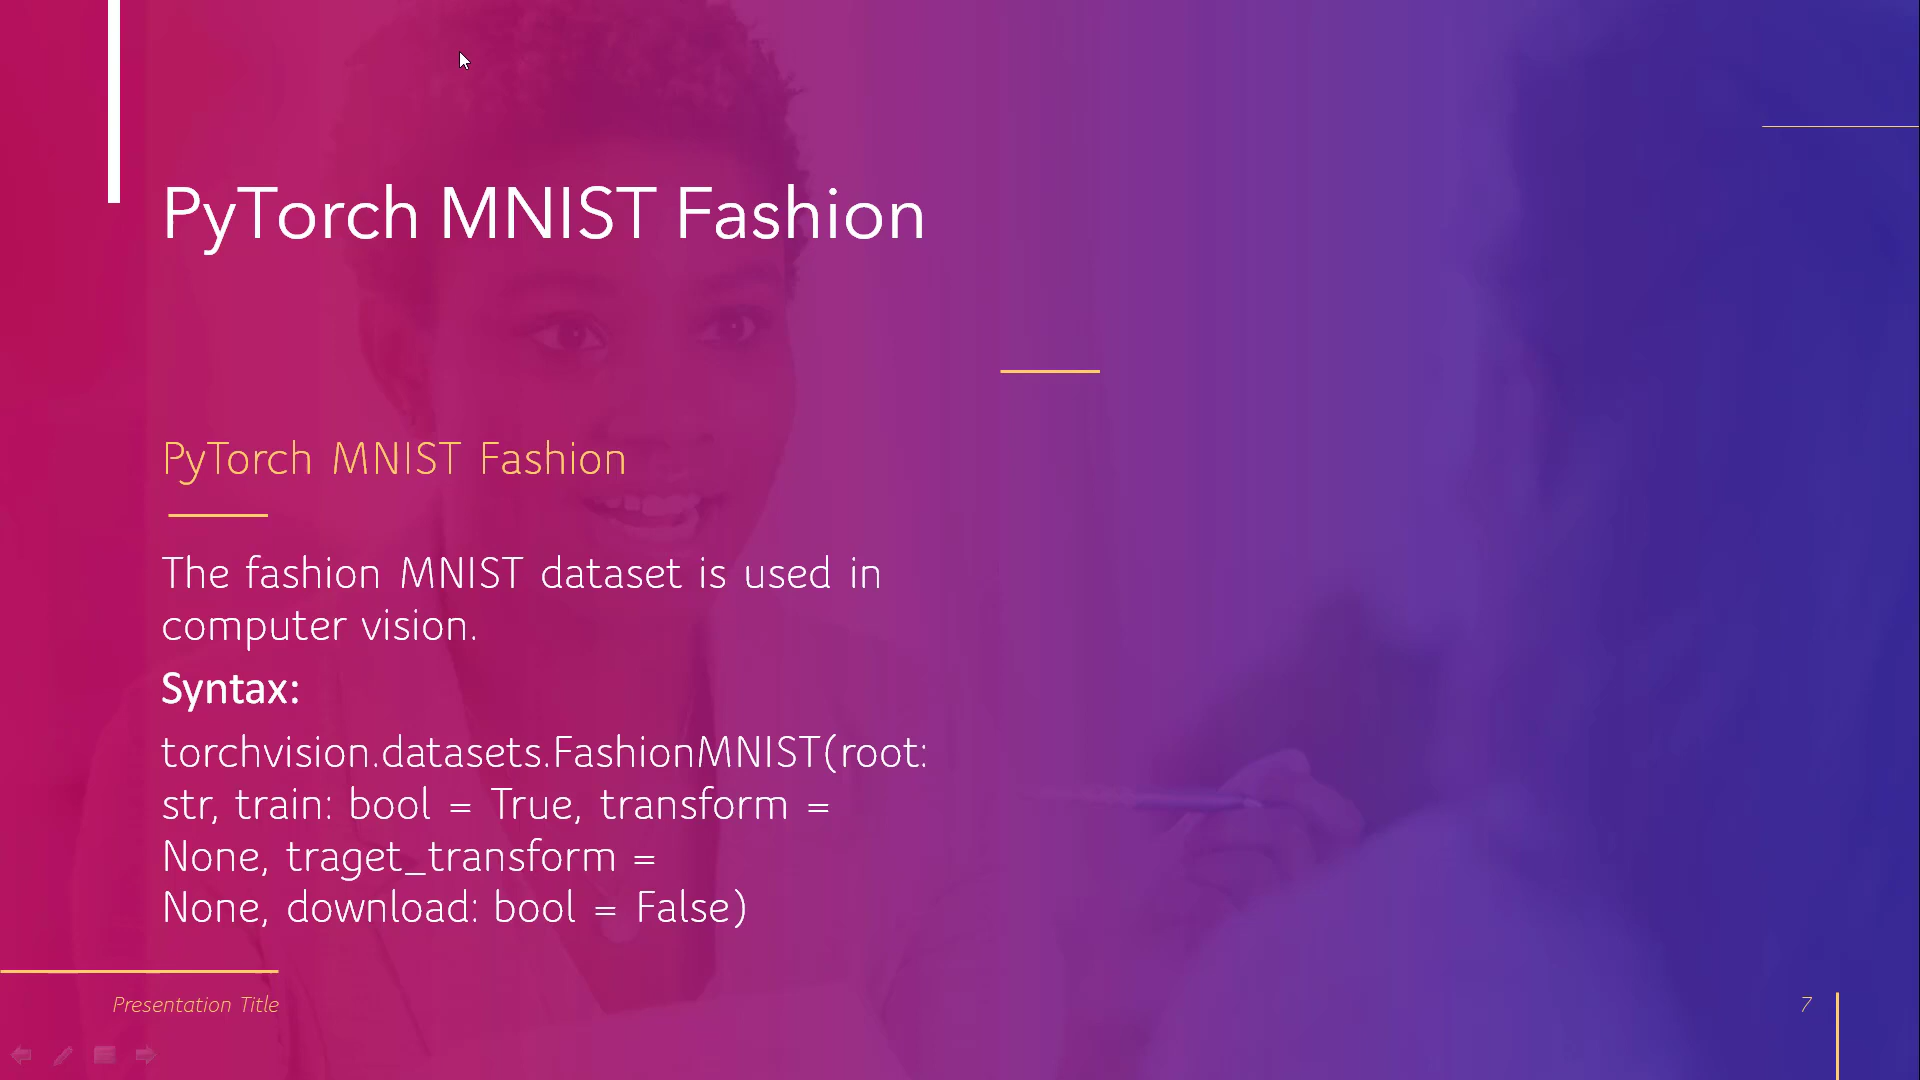 PyTorch MNIST Fashion
PyTorch MNIST Fashion
The fashion MNIST dataset is used in
computer vision.
Syntax:
torchvision.datasets.FashionMNIST(root:
str, train: bool = True, transform =
None, traget_transform =
None, download: bool = False)
Presentation Title
7